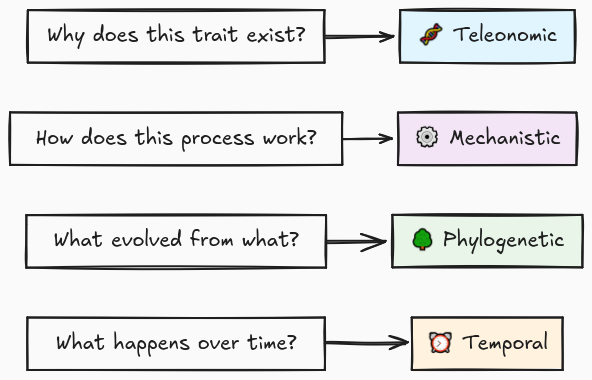 Why does this trait exist?
🧬 Teleonomic
How does this process work?
⚙️ Mechanistic
What evolved from what?
🌳 Phylogenetic
What happens over time?
⏰ Temporal